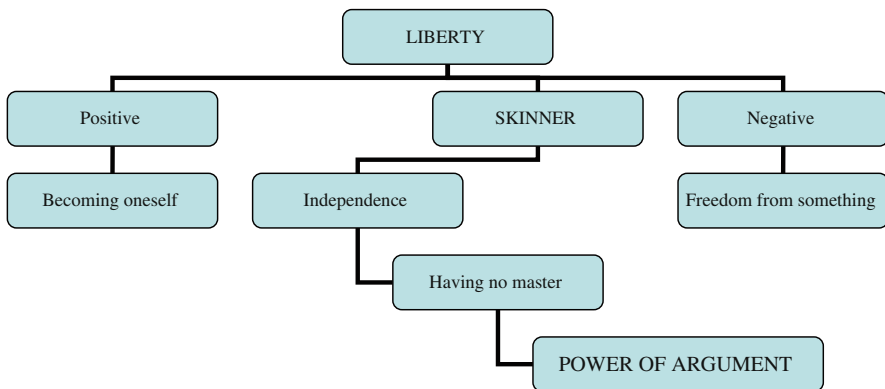 LIBERTY
Positive
SKINNER
Negative
Becoming oneself
Independence
Freedom from something
Having no master
POWER OF ARGUMENT